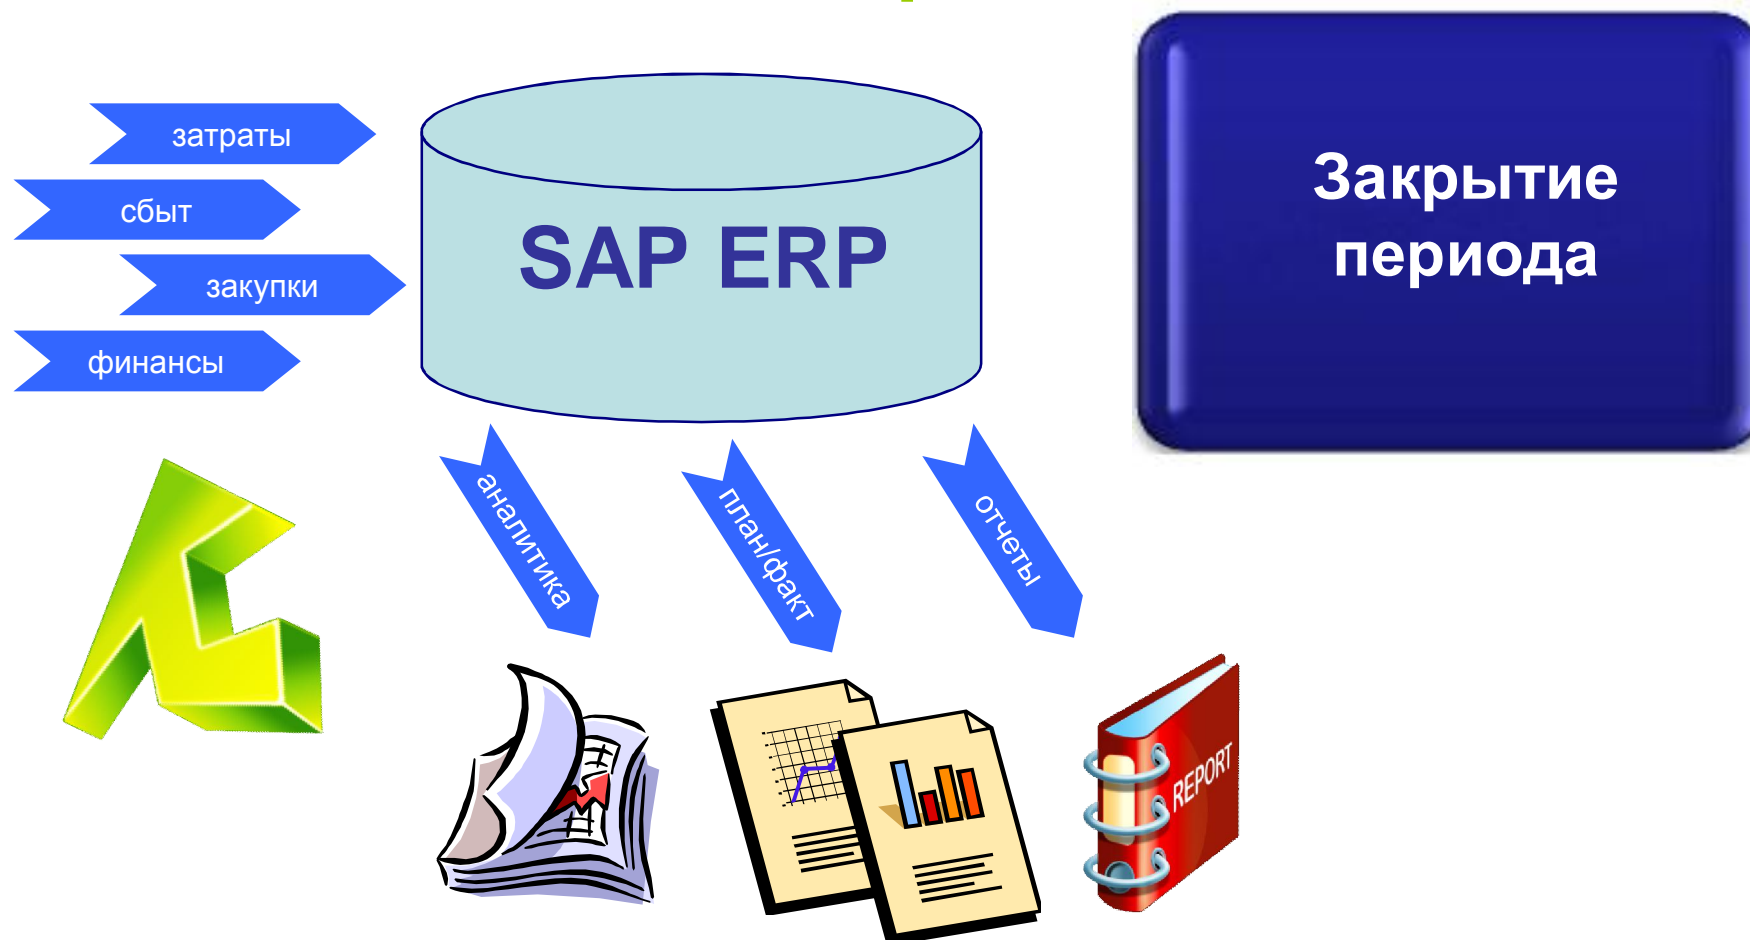 затраты
сбыт
закупки
финансы
SAP ERP
Закрытие
периода
аналитика
план/факт
отчеты
REPORT